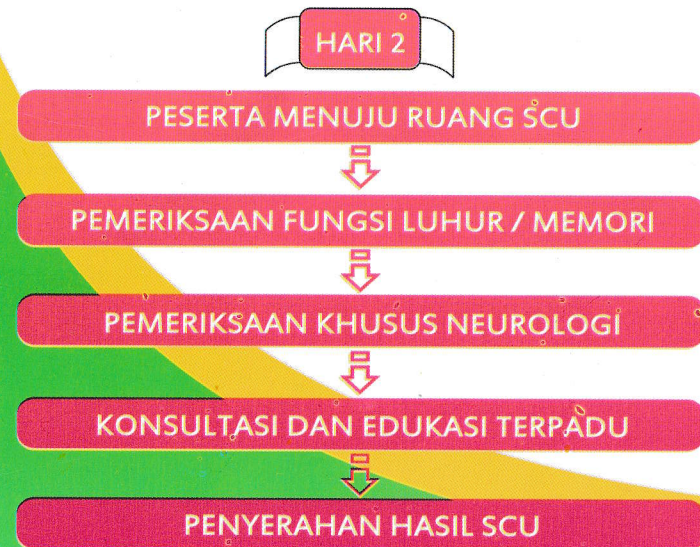 HARI 2
PESERTA MENUJU RUANG SCU
PEMERIKSAAN FUNGSI LUHUR / MEMORI
PEMERIKSAAN KHUSUS NEUROLOGI
KONSULTASI DAN EDUKASI TERPADU
PENYERAHAN HASIL SCU